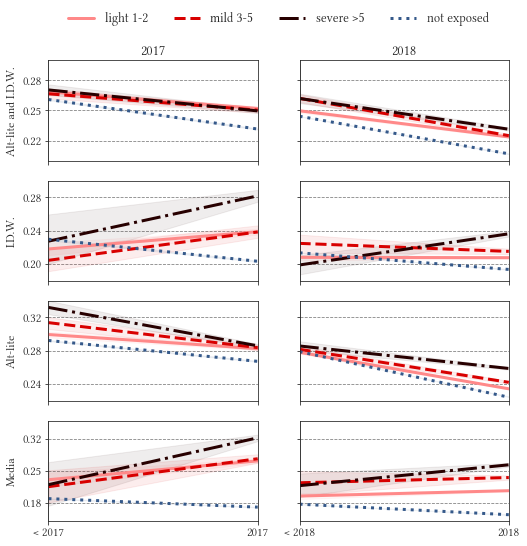 light 1-2 mild 3-5 severe >5 not exposed
2017 2018
Alt-lite and I.D.W.
0.28
0.25
0.22
I.D.W.
0.28
0.24
0.20
Alt-lite
0.32
0.28
0.24
Media
0.32
0.25
0.18
< 2017 2017 < 2018 2018